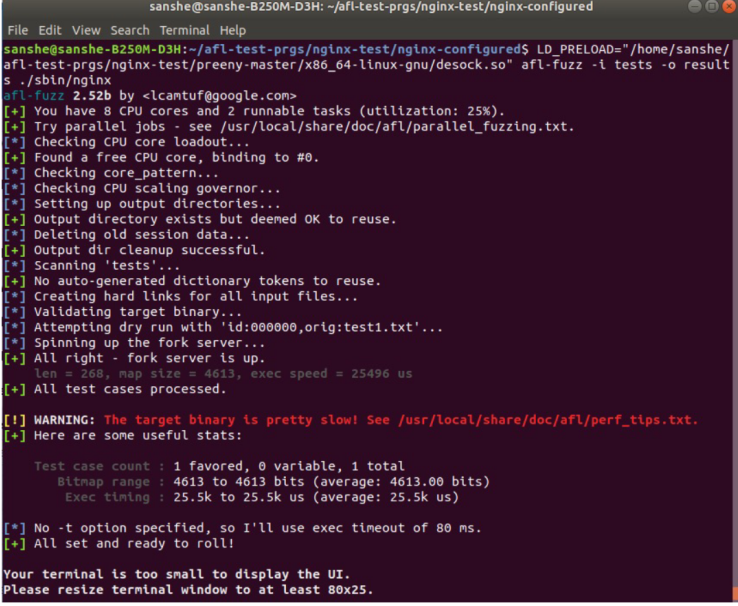 sanshe@sanshe-B250M-D3H: ~/afl-test-prgs/nginx-test/nginx-configured
File Edit View Search Terminal Help
sanshe@sanshe-B250M-D3H:~/afl-test-prgs/nginx-test/nginx-configured$ LD_PRELOAD="/home/sanshe/
afl-test-prgs/nginx-test/preeny-master/x86_64-linux-gnu/desock.so" afl-fuzz -i tests -o result
s ./sbin/nginx
afl-fuzz 2.52b by <lcamtuf@google.com>
[+] You have 8 CPU cores and 2 runnable tasks (utilization: 25%).
[+] Try parallel jobs - see /usr/local/share/doc/afl/parallel_fuzzing.txt.
[*] Checking CPU core loadout...
[+] Found a free CPU core, binding to #0.
[*] Checking core_pattern...
[*] Checking CPU scaling governor...
[*] Setting up output directories...
[+] Output directory exists but deemed OK to reuse.
[*] Deleting old session data...
[+] Output dir cleanup successful.
[*] Scanning 'tests'...
[+] No auto-generated dictionary tokens to reuse.
[*] Creating hard links for all input files...
[*] Validating target binary...
[*] Attempting dry run with 'id:000000,orig:test1.txt'...
[*] Spinning up the fork server...
[+] All right - fork server is up.
len = 268, map size = 4613, exec speed = 25496 us
[+] All test cases processed.
[!] WARNING: The target binary is pretty slow! See /usr/local/share/doc/afl/perf_tips.txt.
[+] Here are some useful stats:
Test case count : 1 favored, 0 variable, 1 total
Bitmap range : 4613 to 4613 bits (average: 4613.00 bits)
Exec timing : 25.5k to 25.5k us (average: 25.5k us)
[*] No -t option specified, so I'll use exec timeout of 80 ms.
[+] All set and ready to roll!
Your terminal is too small to display the UI.
Please resize terminal window to at least 80x25.